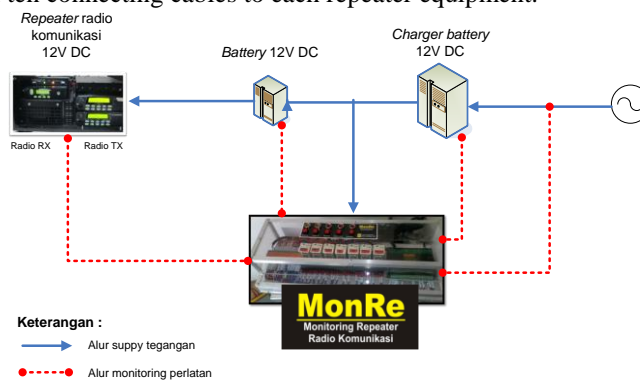 ten connecting cables to each repeater equipment.
Repeater radio
komunikasi
12V DC
Battery 12V DC
Charger battery
12V DC
Radio RX
Radio TX
MonRe
MonRe
Monitoring Repeater
Radio Komunikasi
Keterangan :
Alur suppy tegangan
Alur monitoring perlatan